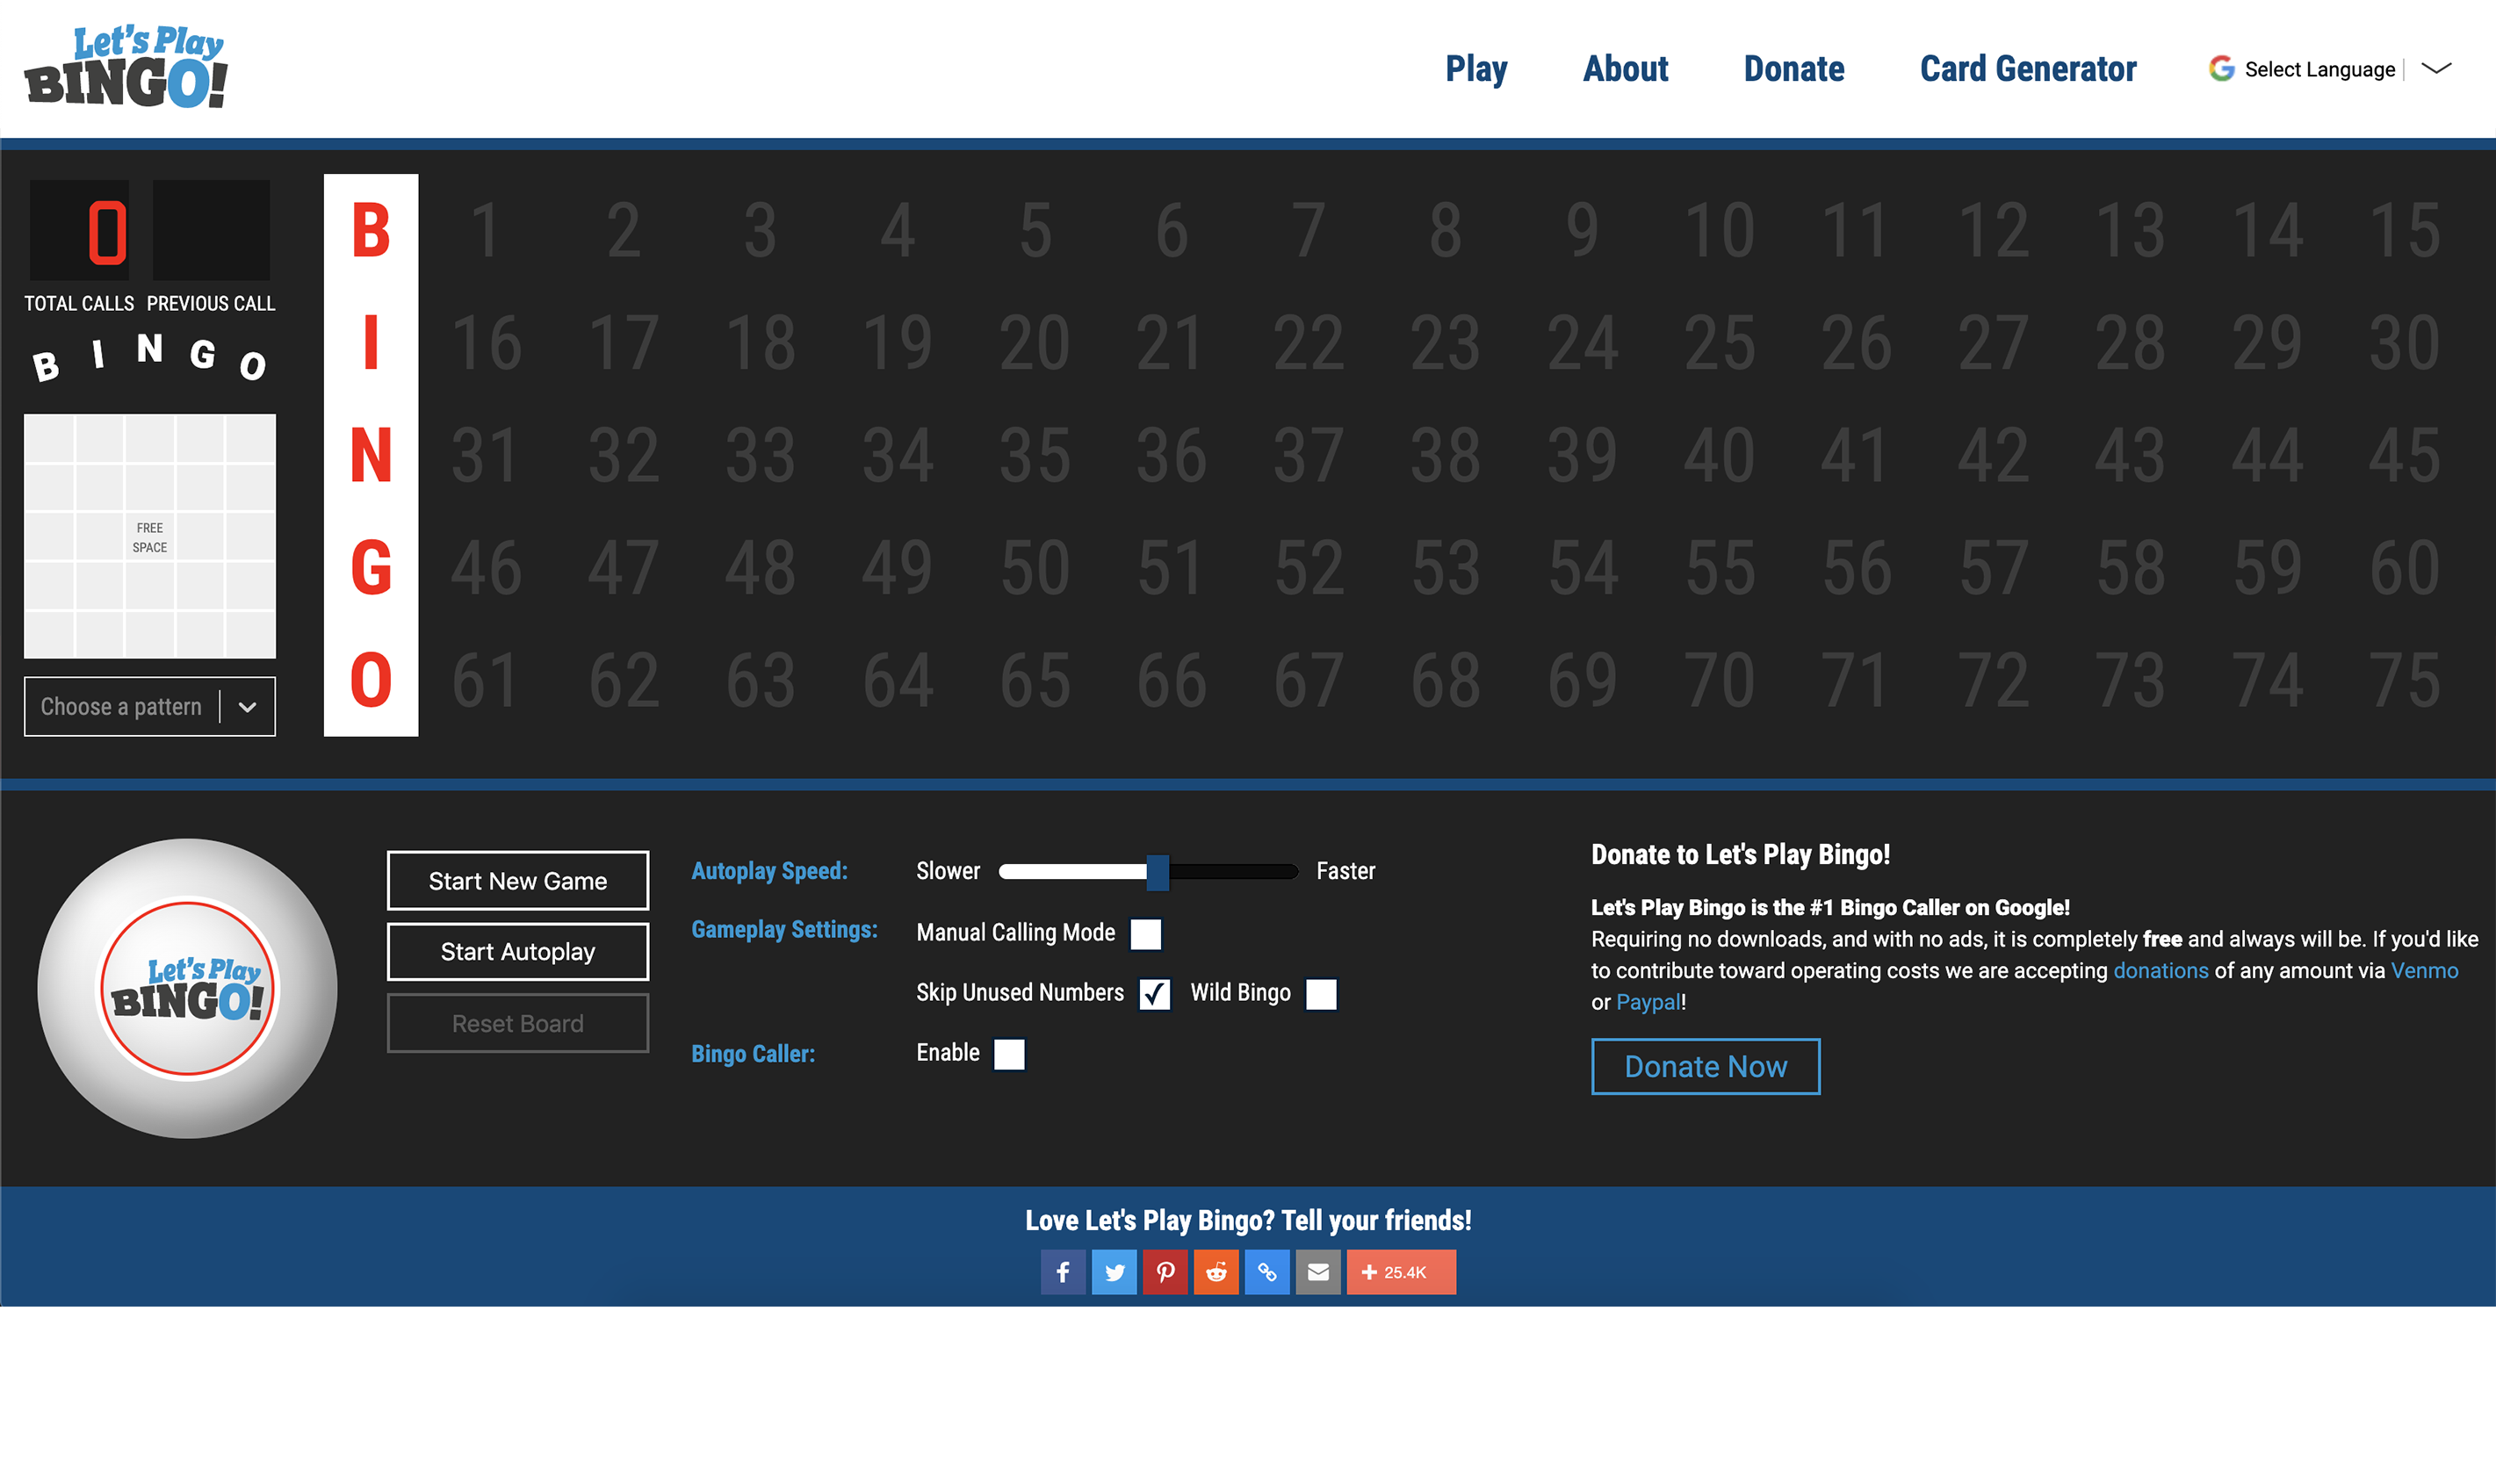 Let's Play
BINGO!
Play About Donate Card Generator Select Language
0
TOTAL CALLS PREVIOUS CALL
B I N G O
FREE
SPACE
Choose a pattern
B 1 2 3 4 5 6 7 8 9 10 11 12 13 14 15
I 16 17 18 19 20 21 22 23 24 25 26 27 28 29 30
N 31 32 33 34 35 36 37 38 39 40 41 42 43 44 45
G 46 47 48 49 50 51 52 53 54 55 56 57 58 59 60
O 61 62 63 64 65 66 67 68 69 70 71 72 73 74 75
Let's Play
BINGO!
Start New Game
Start Autoplay
Reset Board
Autoplay Speed: Slower Faster
Gameplay Settings: Manual Calling Mode
Skip Unused Numbers Wild Bingo
Bingo Caller: Enable
Donate to Let's Play Bingo!
Let's Play Bingo is the #1 Bingo Caller on Google!
Requiring no downloads, and with no ads, it is completely free and always will be. If you'd like
to contribute toward operating costs we are accepting donations of any amount via Venmo
or Paypal!
Donate Now
Love Let's Play Bingo? Tell your friends!
+ 25.4K